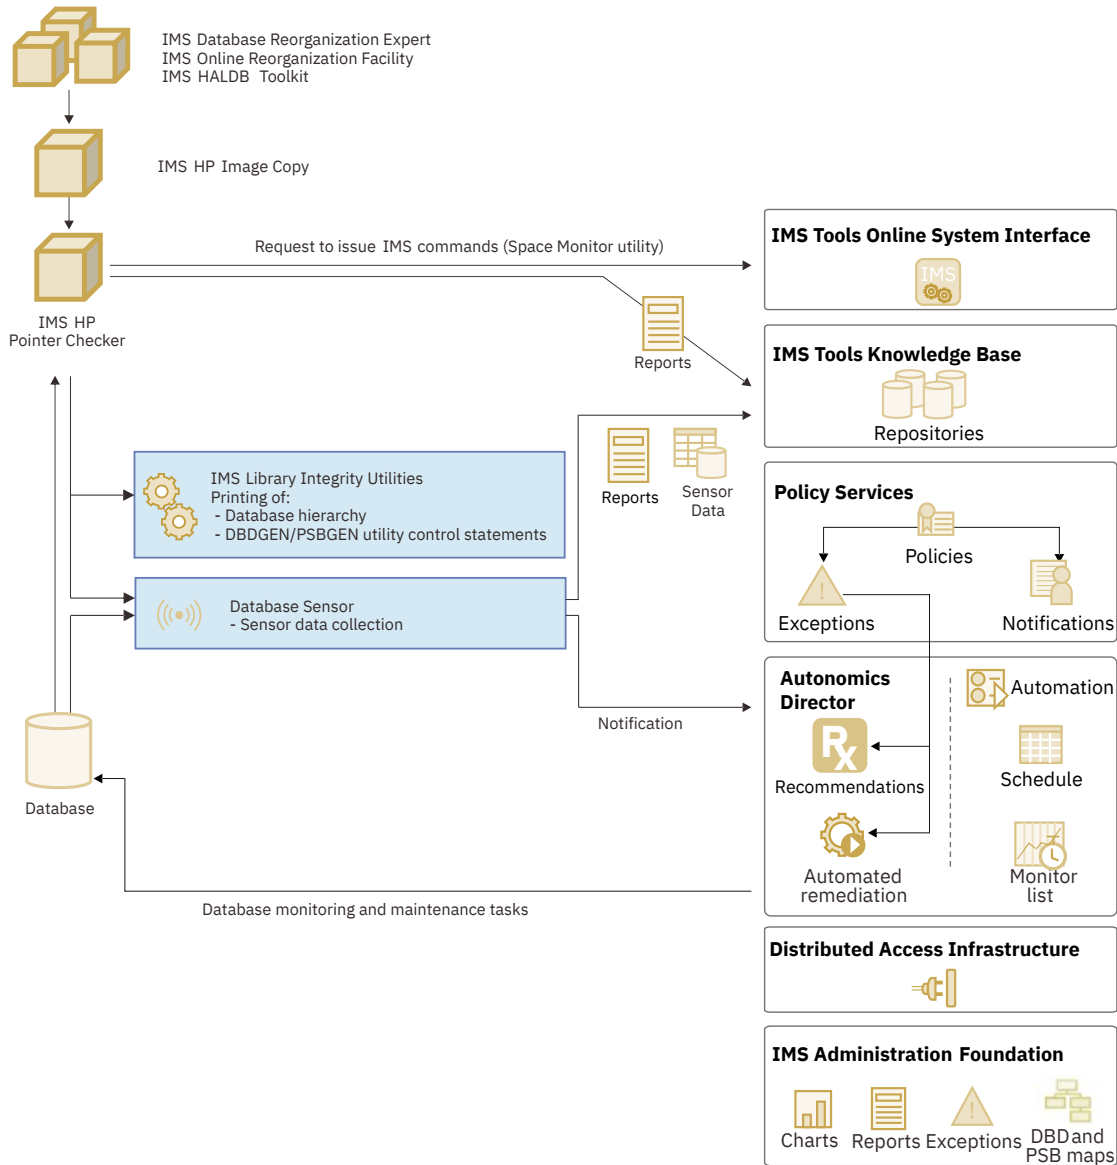 IMS Database Reorganization Expert
IMS Online Reorganization Facility
IMS HALDB Toolkit
IMS HP Image Copy
IMS HP
Pointer Checker
Request to issue IMS commands (Space Monitor utility)
Reports
IMS Tools Online System Interface
IMS
IMS Tools Knowledge Base
Repositories
Reports
Sensor
Data
IMS Library Integrity Utilities
Printing of:
- Database hierarchy
- DBDGEN/PSBGEN utility control statements
Database Sensor
- Sensor data collection
Policy Services
Policies
Exceptions
Notifications
Notification
Autonomics
Director
Rx
Recommendations
Automated
remediation
Automation
Schedule
Monitor
list
Database
Database monitoring and maintenance tasks
Distributed Access Infrastructure
IMS Administration Foundation
Charts
Reports
Exceptions
DBD and
PSB maps